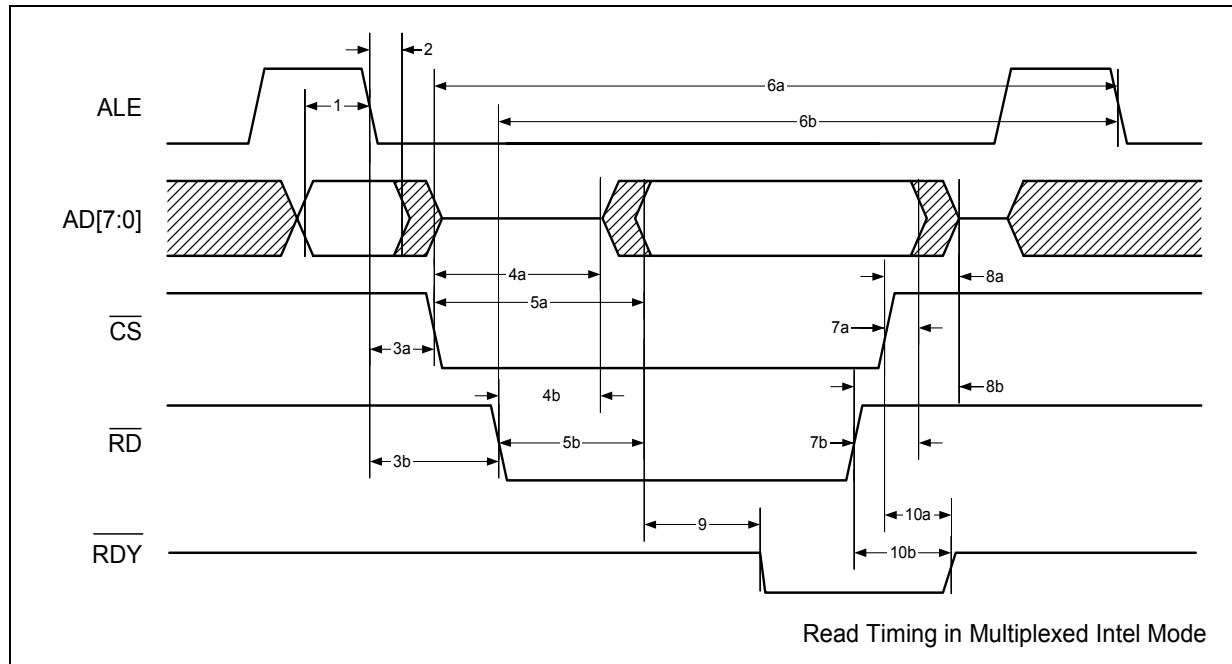 2
6a
ALE
1
6b
AD[7:0]
4a
8a
5a
CS
7a
3a
4b
8b
RD
5b
7b
3b
10a
9
RDY
10b
Read Timing in Multiplexed Intel Mode